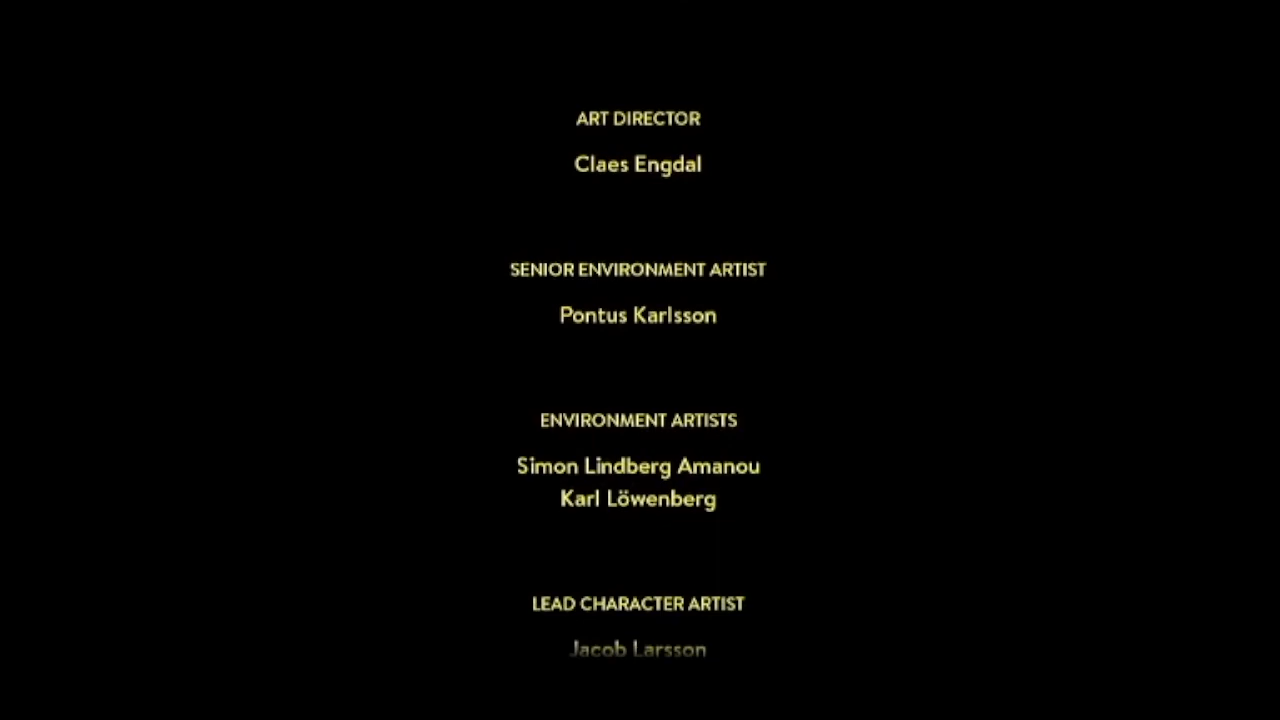 ART DIRECTOR
Claes Engdal
SENIOR ENVIRONMENT ARTIST
Pontus Karlsson
ENVIRONMENT ARTISTS
Simon Lindberg Amanou
Karl Löwenberg
LEAD CHARACTER ARTIST
Jacob Larsson